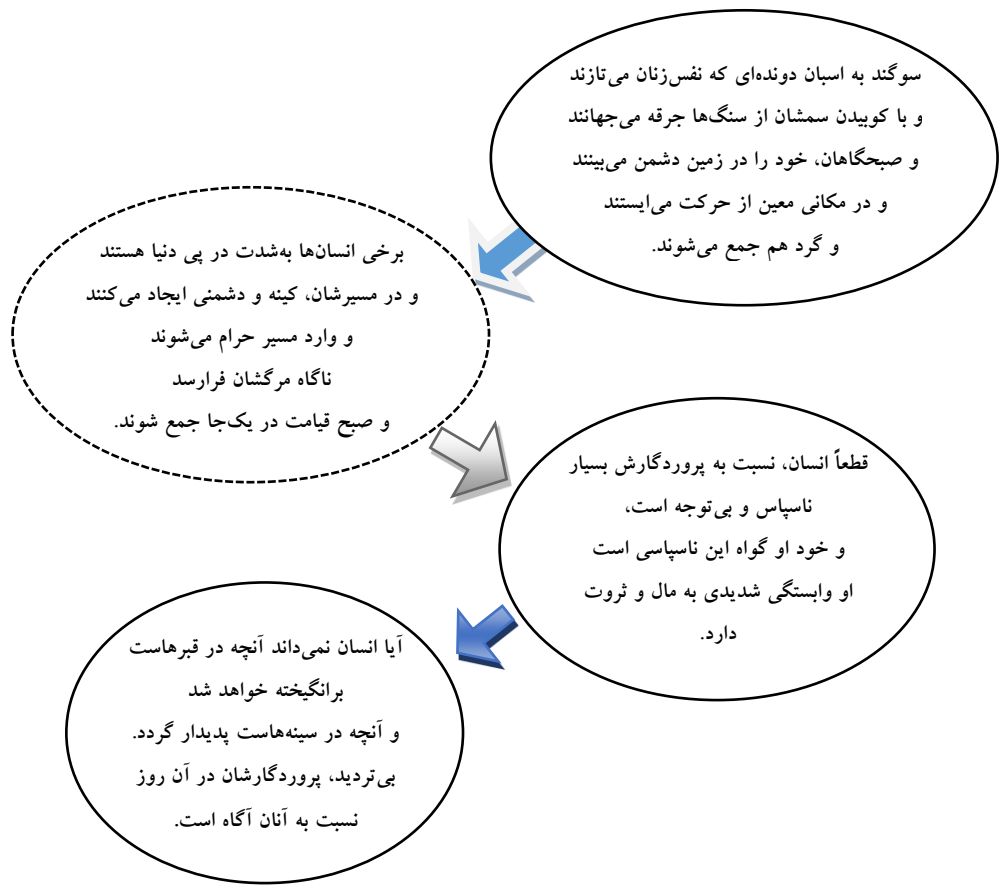 سوگند به اسبان دونده‌ای که نفس‌زنان می‌تازند
و با کوبیدن سمشان از سنگ‌ها جرقه می‌جهانند
و صبحگاهان، خود را در زمین دشمن می‌بینند
و در مکانی معین از حرکت می‌ایستند
و گرد هم جمع می‌شوند.
برخی انسان‌ها به‌شدت در پی دنیا هستند
و در مسیرشان، کینه و دشمنی ایجاد می‌کنند
و وارد مسیر حرام می‌شوند
ناگاه مرگشان فرارسد
و صبح قیامت در یک‌جا جمع شوند.
قطعاً انسان، نسبت به پروردگارش بسیار
ناسپاس و بی‌توجه است،
و خود او گواه این ناسپاسی است
او وابستگی شدیدی به مال و ثروت
دارد.
آیا انسان نمی‌داند آنچه در قبرهاست
برانگیخته خواهد شد
و آنچه در سینه‌هاست پدیدار گردد.
بی‌تردید، پروردگارشان در آن روز
نسبت به آنان آگاه است.